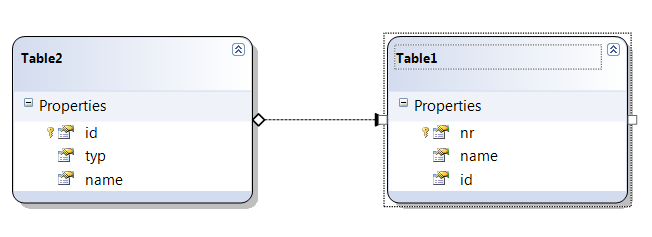 Table2
Properties
id
typ
name
Table1
Properties
nr
name
id